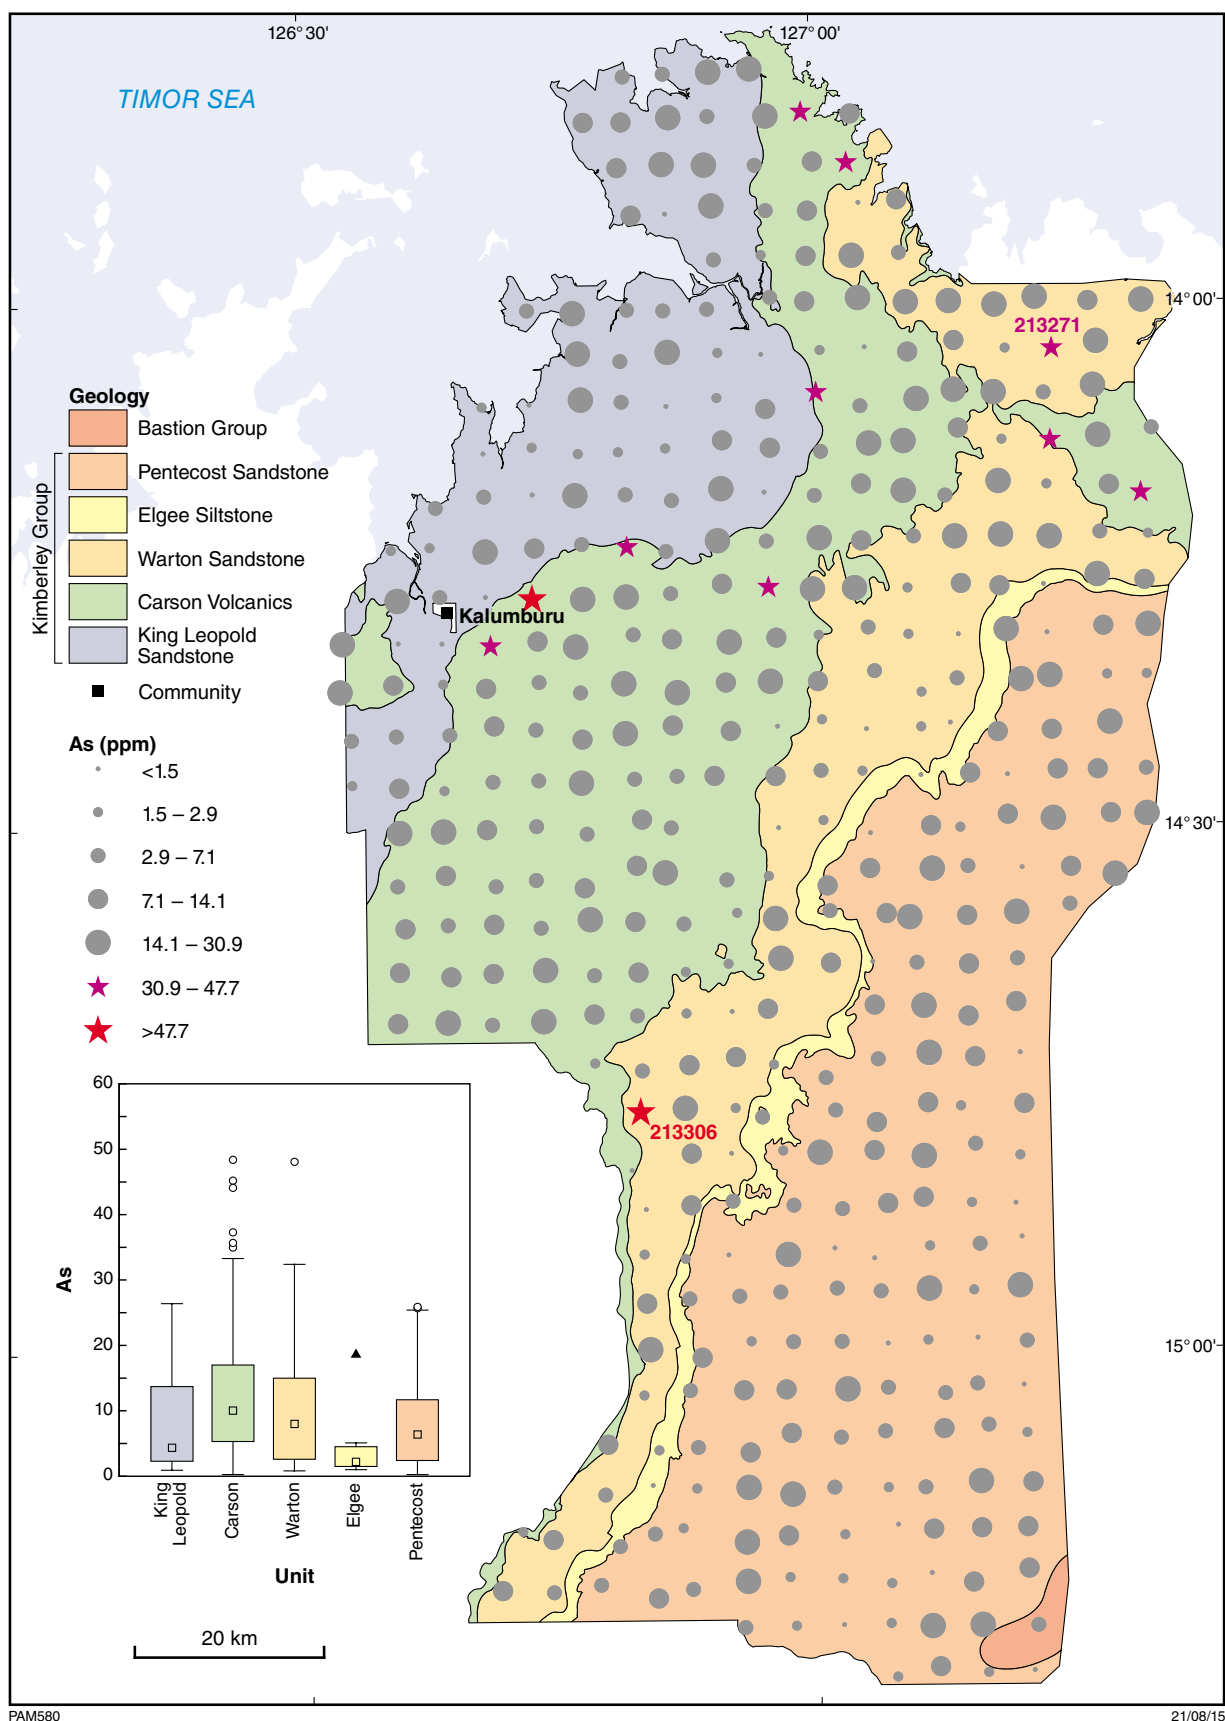 126°30'
127°00'
TIMOR SEA
14°00'
213271
Geology
Bastion Group
Kimberley Group
Pentecost Sandstone
Elgee Siltstone
Warton Sandstone
Carson Volcanics
King Leopold
Sandstone
Community
Kalumburu
As (ppm)
<1.5
1.5 – 2.9
2.9 – 7.1
7.1 – 14.1
14.1 – 30.9
30.9 – 47.7
>47.7
14°30'
213306
60
50
40
30
20
10
0
As
King
Leopold
Carson
Warton
Elgee
Pentecost
Unit
15°00'
20 km
PAM580
21/08/15